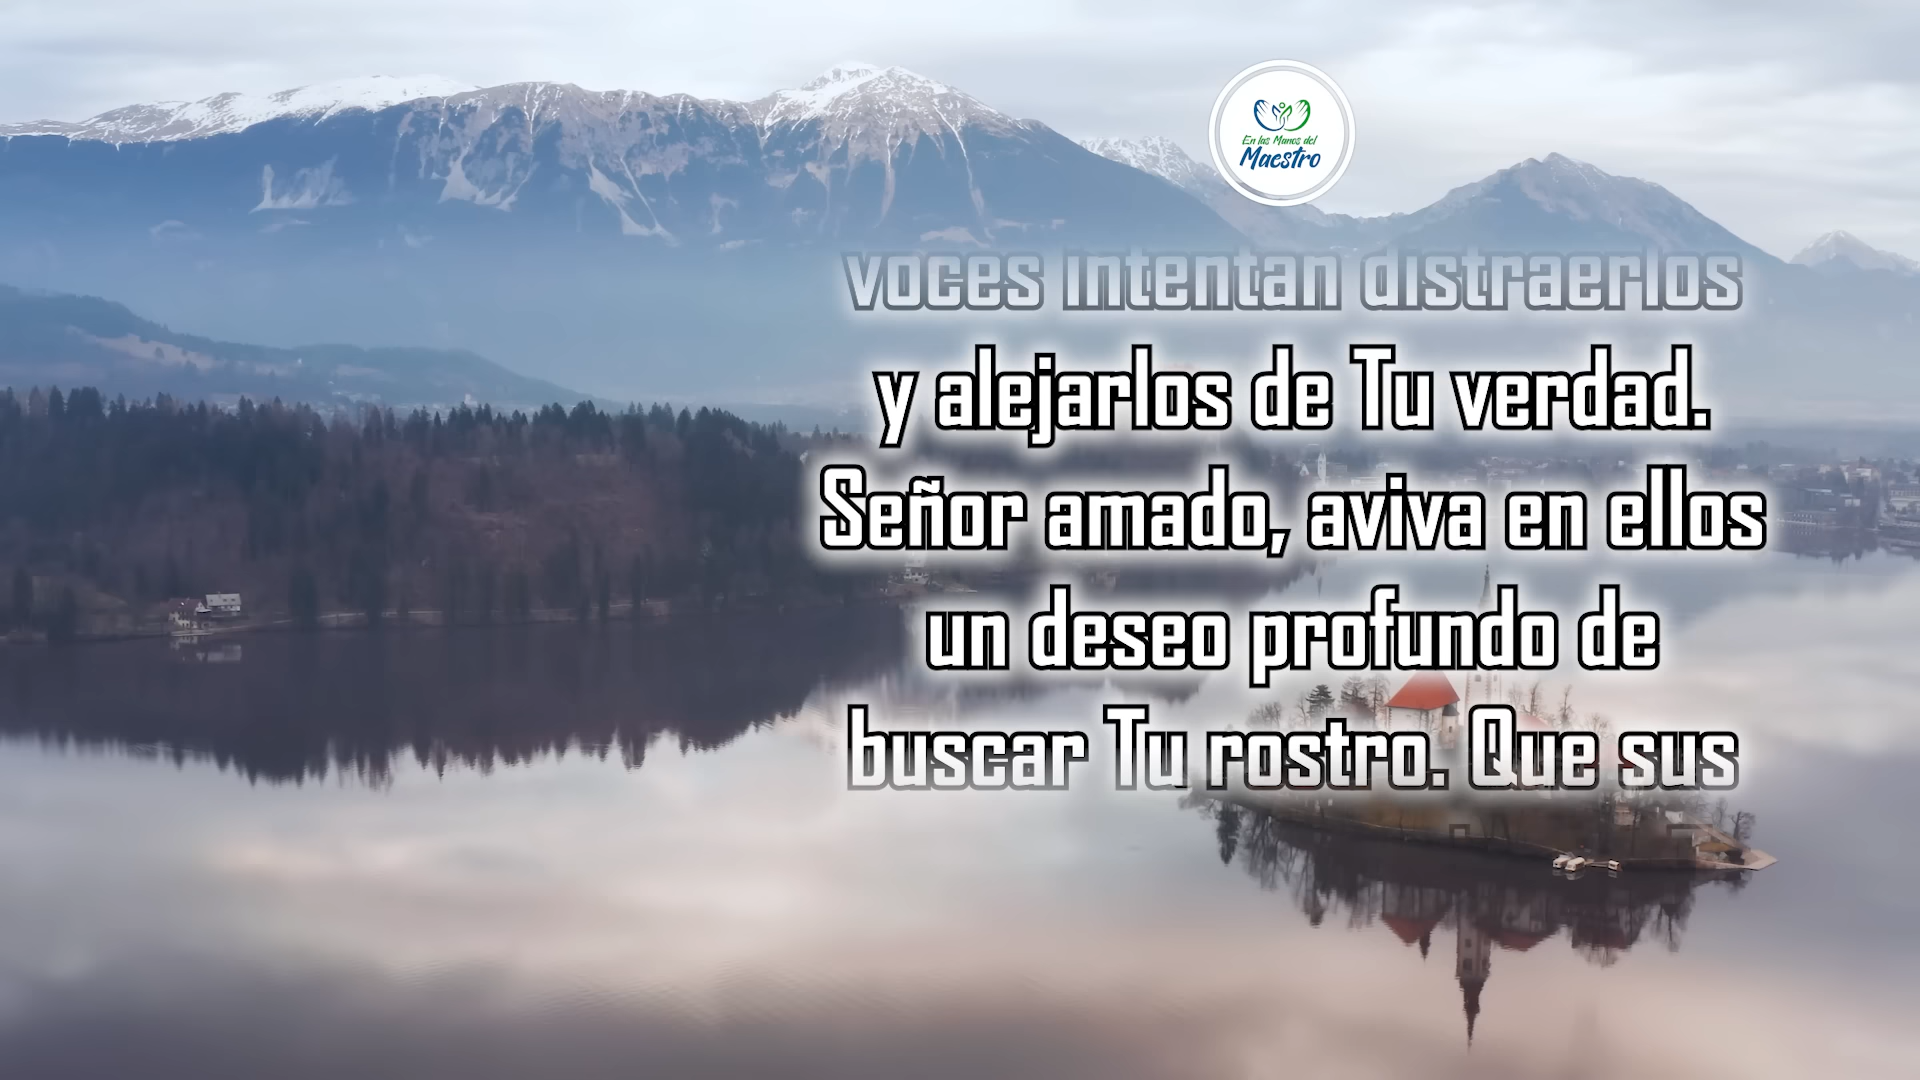 En las Manos del
Maestro
voces intentan distraerlos
y alejarlos de Tu verdad.
Señor amado, aviva en ellos
un deseo profundo de
buscar Tu rostro. Que sus